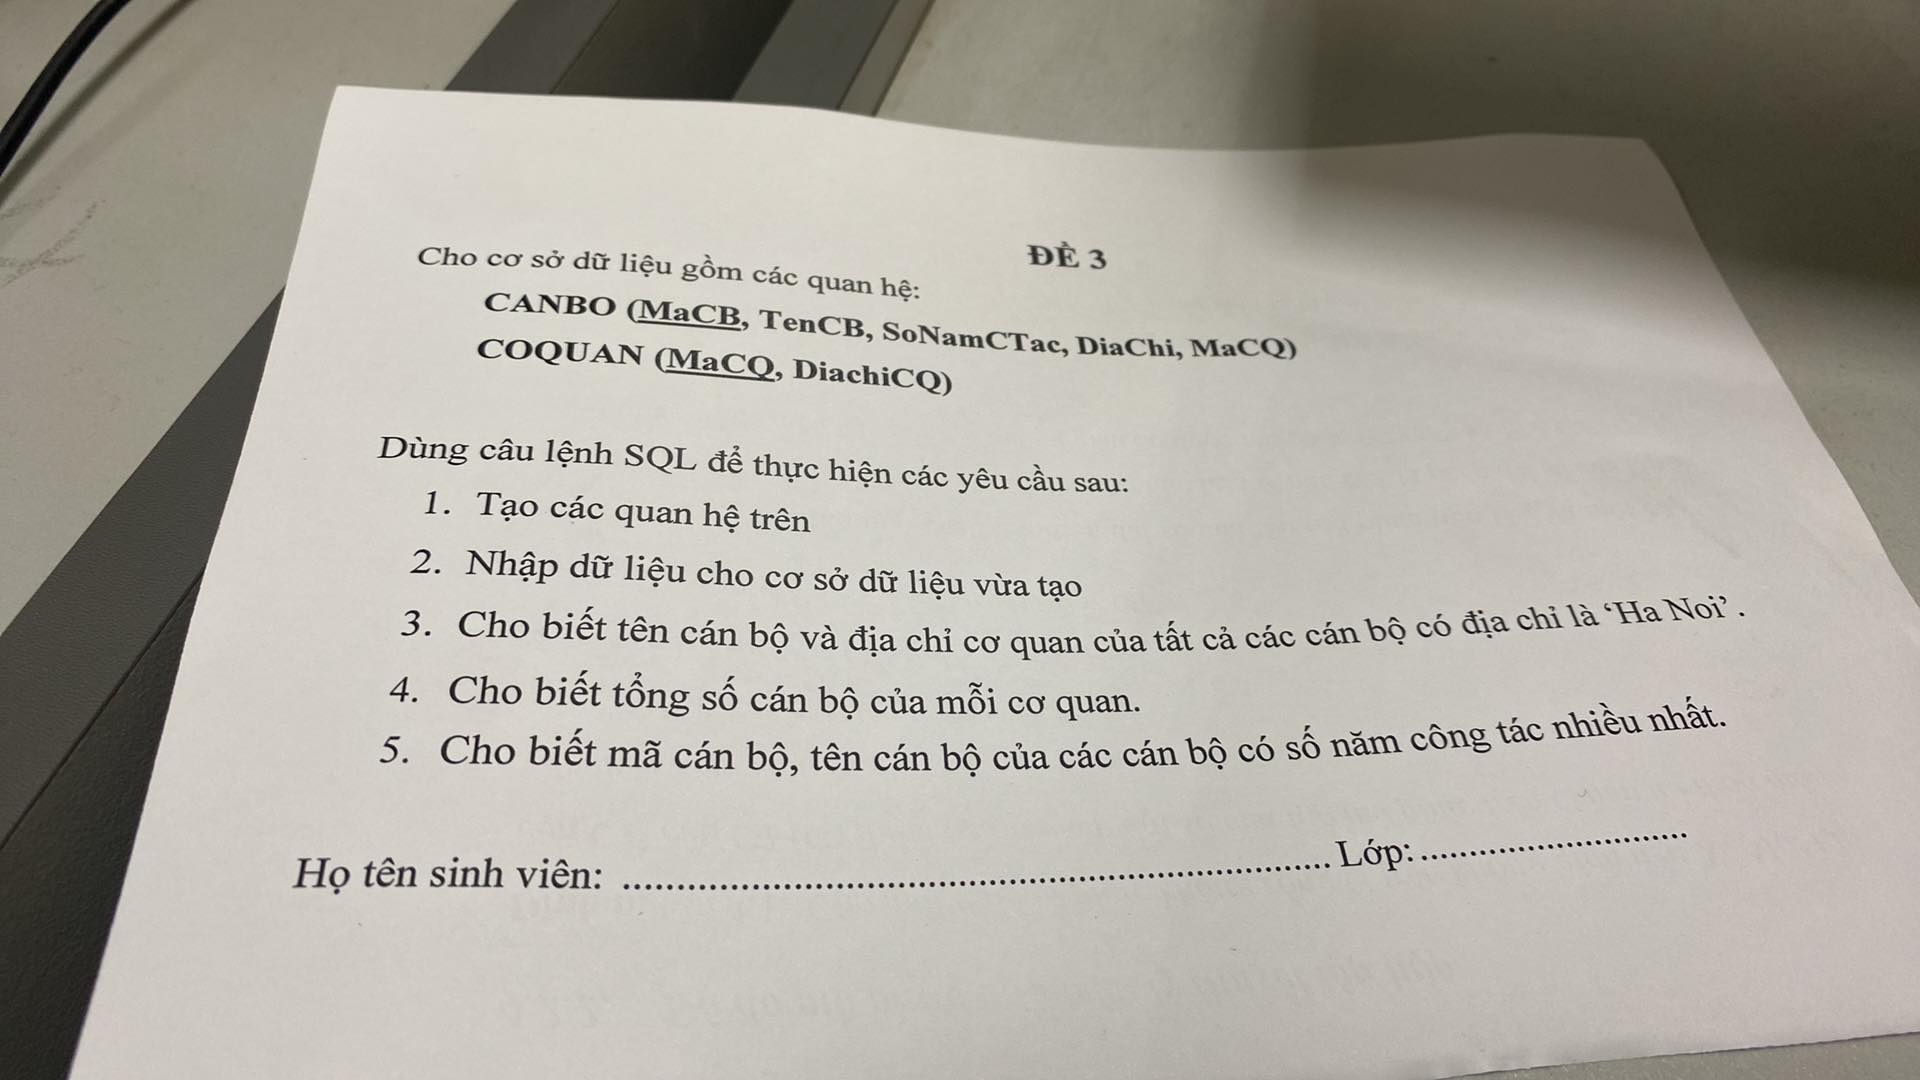 ĐỀ 3
Cho cơ sở dữ liệu gồm các quan hệ:
CANBO (MaCB, TenCB, SoNamCTac, DiaChi, MaCQ)
COQUAN (MaCQ, DiachiCQ)
Dùng câu lệnh SQL để thực hiện các yêu cầu sau:
1. Tạo các quan hệ trên
2. Nhập dữ liệu cho cơ sở dữ liệu vừa tạo
3. Cho biết tên cán bộ và địa chỉ cơ quan của tất cả các cán bộ có địa chỉ là ‘Ha Noi’ .
4. Cho biết tổng số cán bộ của mỗi cơ quan.
5. Cho biết mã cán bộ, tên cán bộ của các cán bộ có số năm công tác nhiều nhất.
Họ tên sinh viên: .................................................................. Lớp: .........................